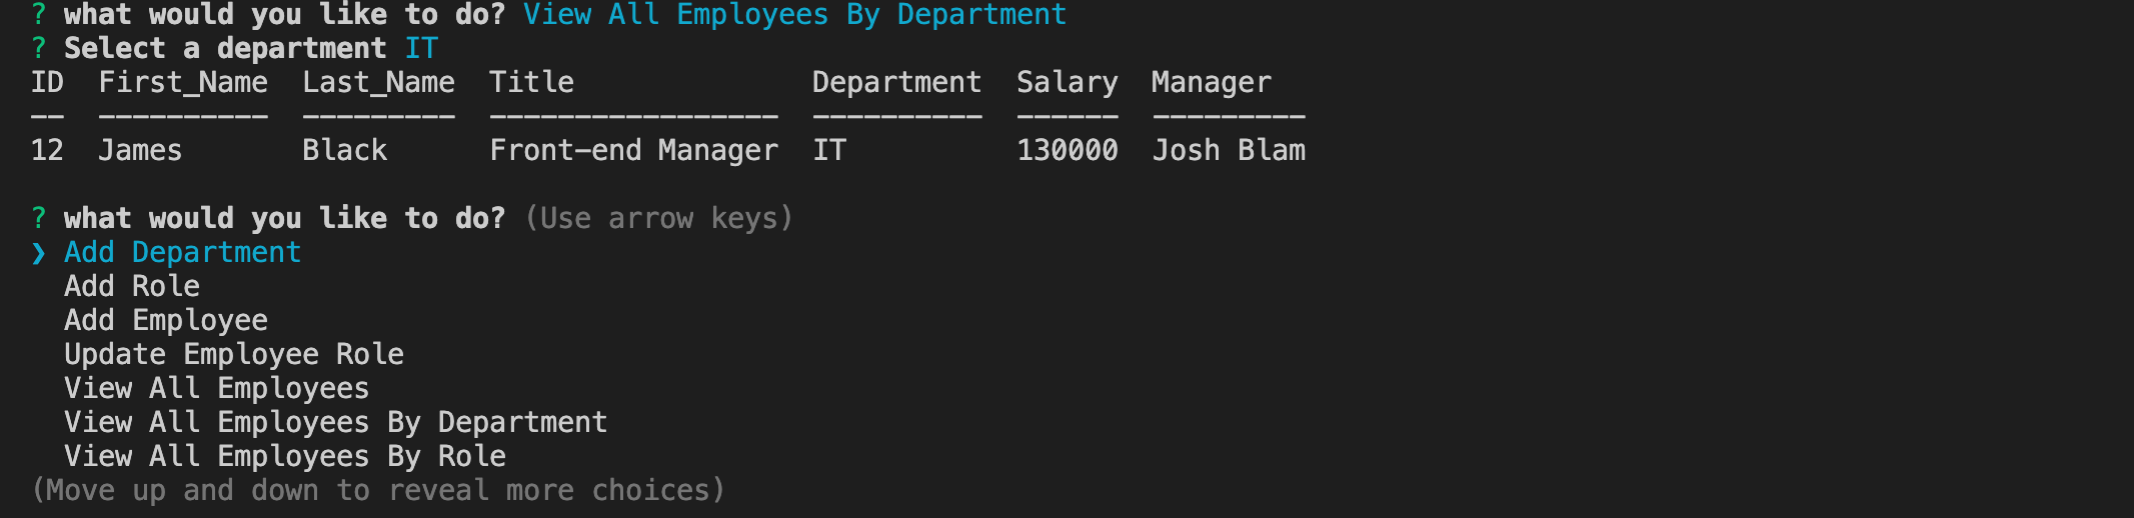 ? what would you like to do? View All Employees By Department
? Select a department IT
ID  First_Name  Last_Name  Title              Department  Salary  Manager
--  ----------  ---------  -----------------  ----------  ------  ---------
12  James       Black      Front-end Manager  IT          130000  Josh Blam
? what would you like to do? (Use arrow keys)
❯ Add Department
  Add Role
  Add Employee
  Update Employee Role
  View All Employees
  View All Employees By Department
  View All Employees By Role
(Move up and down to reveal more choices)